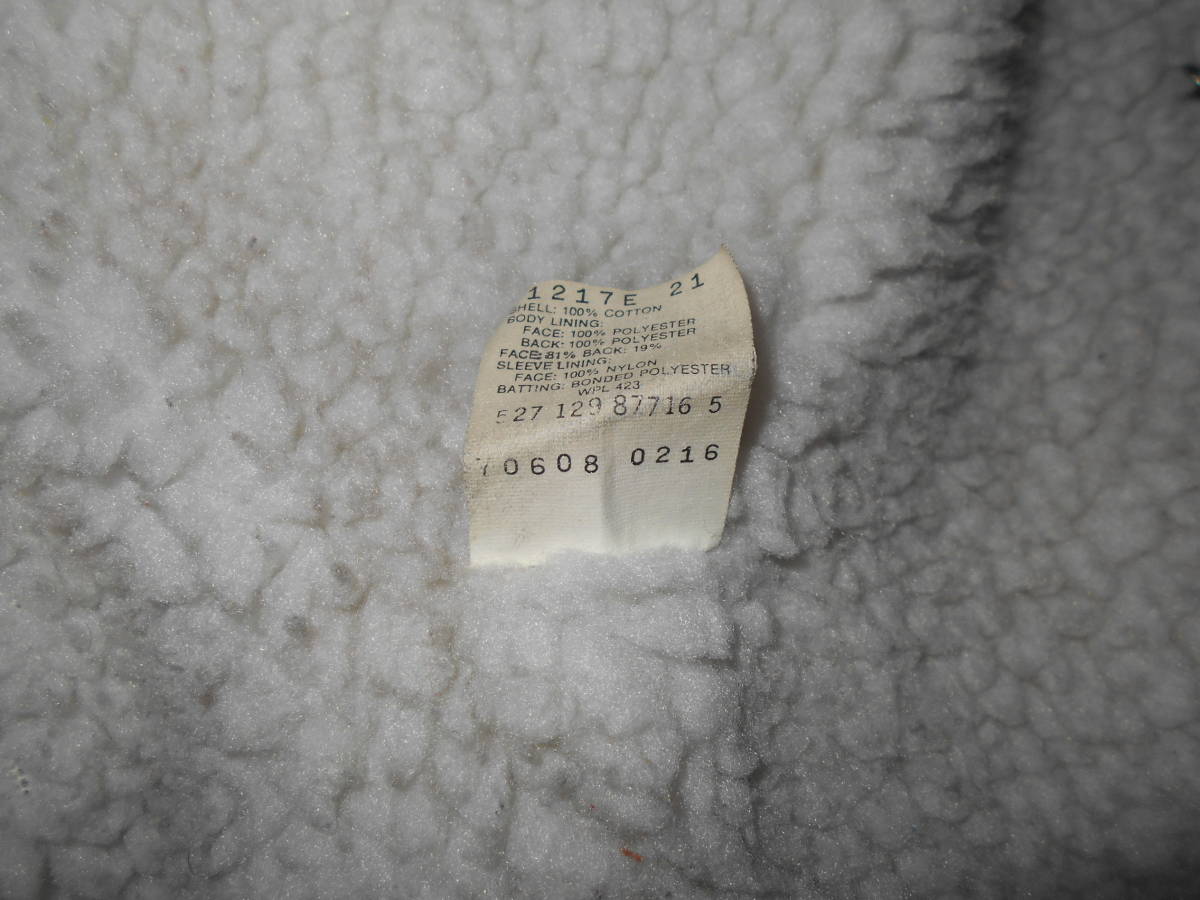 1217E 21
SHELL: 100% COTTON
BODY LINING:
FACE: 100% POLYESTER
BACK: 100% POLYESTER
FACE: 81% BACK: 19%
SLEEVE LINING:
FACE: 100% NYLON
BATTING: BONDED POLYESTER
WPL 423
527 129 87716 5
70608 0216